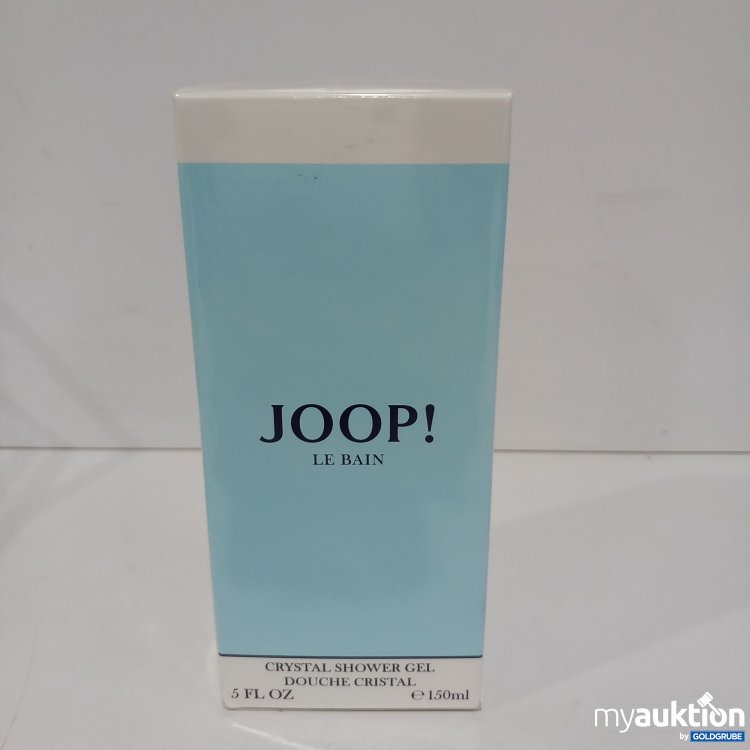 JOOP!
LE BAIN
CRYSTAL SHOWER GEL
DOUCHE CRISTAL
5 FL OZ ℮150ml
myauktion
by GOLDGRUBE